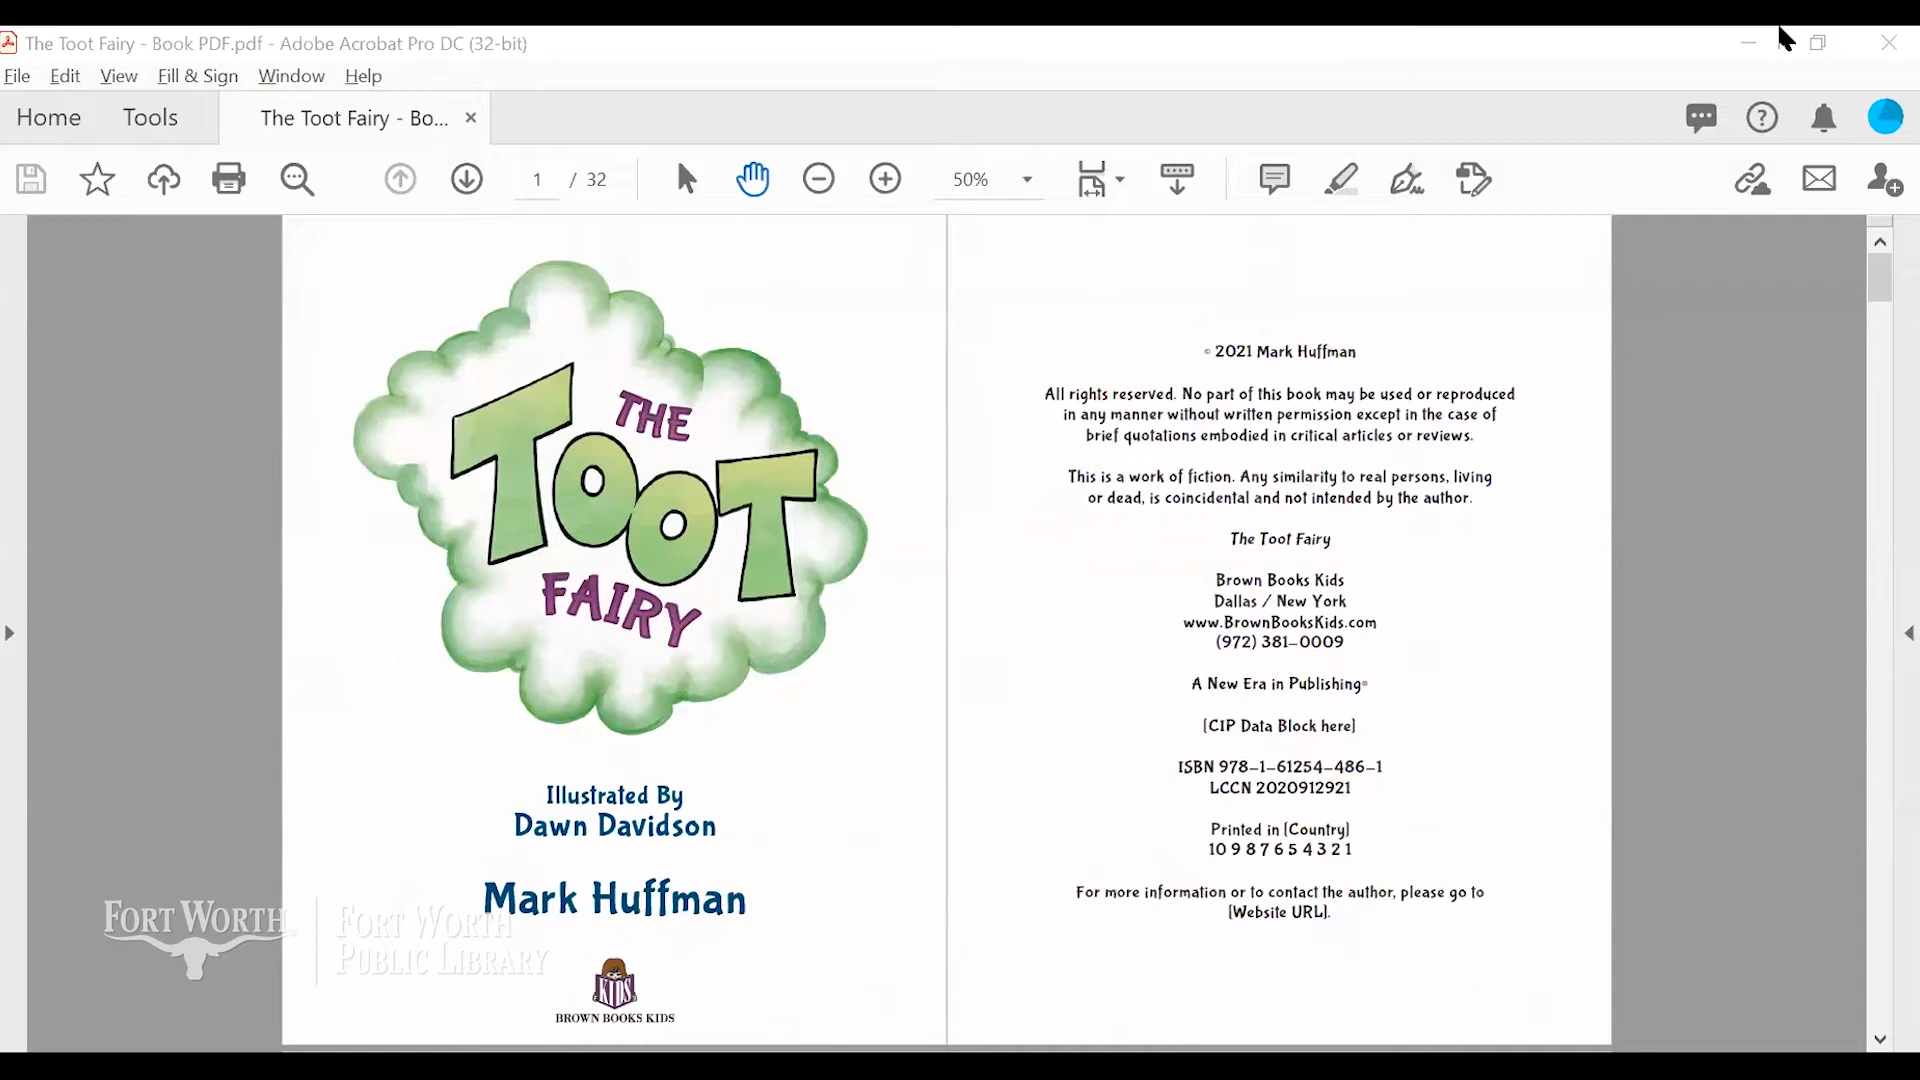 The Toot Fairy - Book PDF.pdf - Adobe Acrobat Pro DC (32-bit)
File Edit View Fill & Sign Window Help
Home Tools The Toot Fairy - Bo...
1 / 32 50%
THE
TOOT
FAIRY
Illustrated By
Dawn Davidson
Mark Huffman
KIDS
BROWN BOOKS KIDS
© 2021 Mark Huffman
All rights reserved. No part of this book may be used or reproduced
in any manner without written permission except in the case of
brief quotations embodied in critical articles or reviews.
This is a work of fiction. Any similarity to real persons, living
or dead, is coincidental and not intended by the author.
The Toot Fairy
Brown Books Kids
Dallas / New York
www.BrownBooksKids.com
(972) 381-0009
A New Era in Publishing®
[CIP Data Block here]
ISBN 978-1-61254-486-1
LCCN 2020912921
Printed in [Country]
10 9 8 7 6 5 4 3 2 1
For more information or to contact the author, please go to
[Website URL].
FORT WORTH®
FORT WORTH
PUBLIC LIBRARY